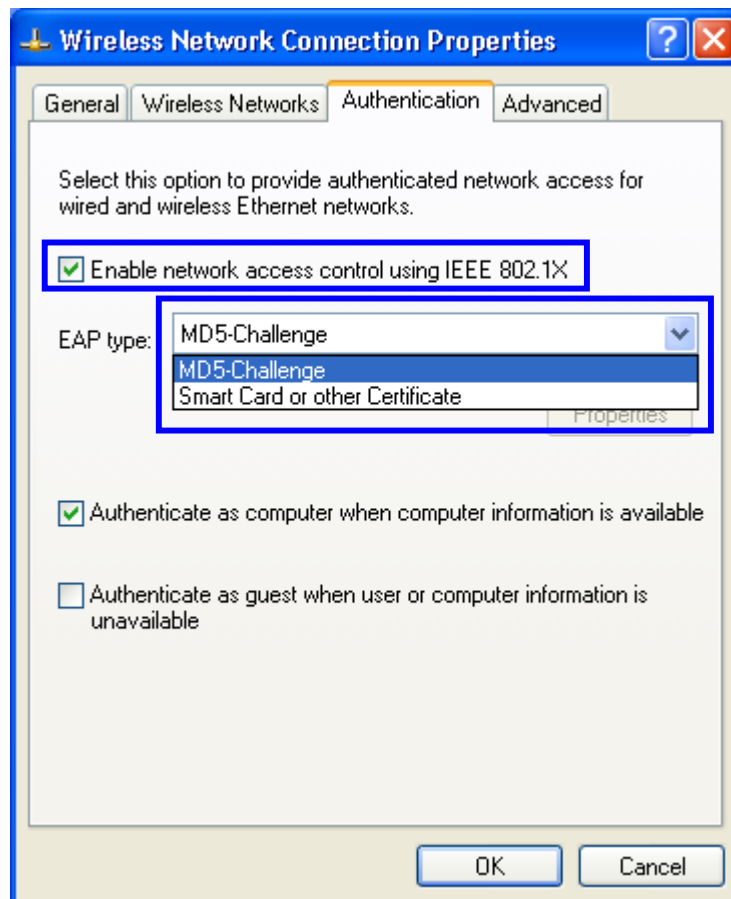 Wireless Network Connection Properties
General Wireless Networks Authentication Advanced
Select this option to provide authenticated network access for
wired and wireless Ethernet networks.
Enable network access control using IEEE 802.1X
EAP type: MD5-Challenge
MD5-Challenge
Smart Card or other Certificate
Properties
Authenticate as computer when computer information is available
Authenticate as guest when user or computer information is
unavailable
OK Cancel